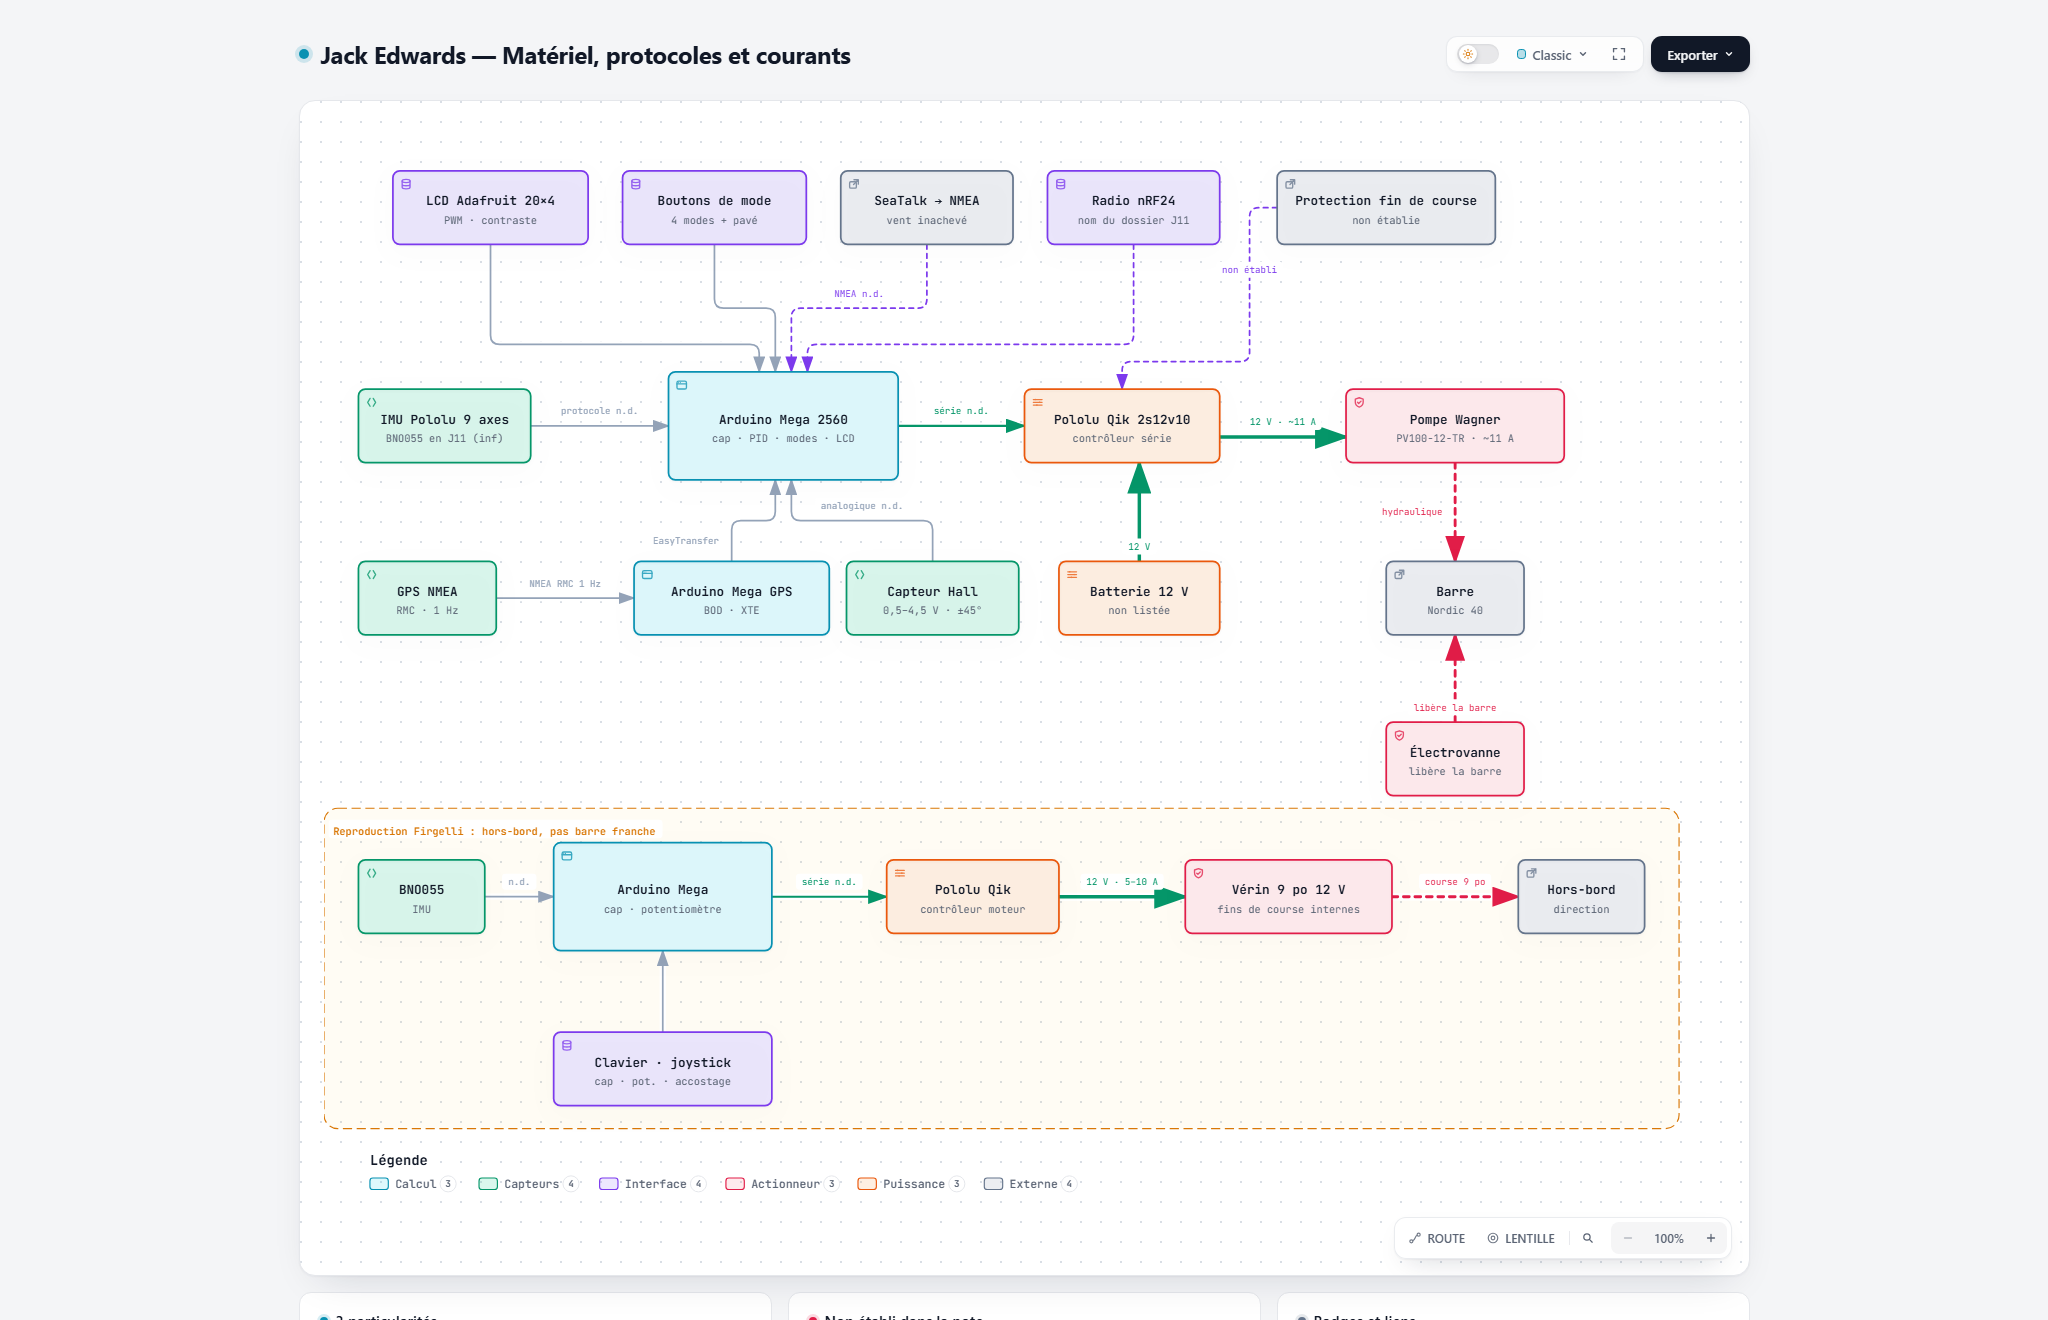 Jack Edwards — Matériel, protocoles et courants
Classic
Exporter
LCD Adafruit 20×4
PWM · contraste
Boutons de mode
4 modes + pavé
SeaTalk → NMEA
vent inachevé
Radio nRF24
nom du dossier J11
Protection fin de course
non établie
non établi
NMEA n.d.
IMU Pololu 9 axes
BNO055 en J11 (inf)
protocole n.d.
Arduino Mega 2560
cap · PID · modes · LCD
série n.d.
Pololu Qik 2s12v10
contrôleur série
12 V · ~11 A
Pompe Wagner
PV100-12-TR · ~11 A
analogique n.d.
hydraulique
EasyTransfer
12 V
GPS NMEA
RMC · 1 Hz
NMEA RMC 1 Hz
Arduino Mega GPS
BOD · XTE
Capteur Hall
0,5–4,5 V · ±45°
Batterie 12 V
non listée
Barre
Nordic 40
libère la barre
Électrovanne
libère la barre
Reproduction Firgelli : hors-bord, pas barre franche
BNO055
IMU
n.d.
Arduino Mega
cap · potentiomètre
série n.d.
Pololu Qik
contrôleur moteur
12 V · 5–10 A
Vérin 9 po 12 V
fins de course internes
course 9 po
Hors-bord
direction
Clavier · joystick
cap · pot. · accostage
Légende
Calcul 3
Capteurs 4
Interface 4
Actionneur 3
Puissance 3
Externe 4
ROUTE
LENTILLE
100%